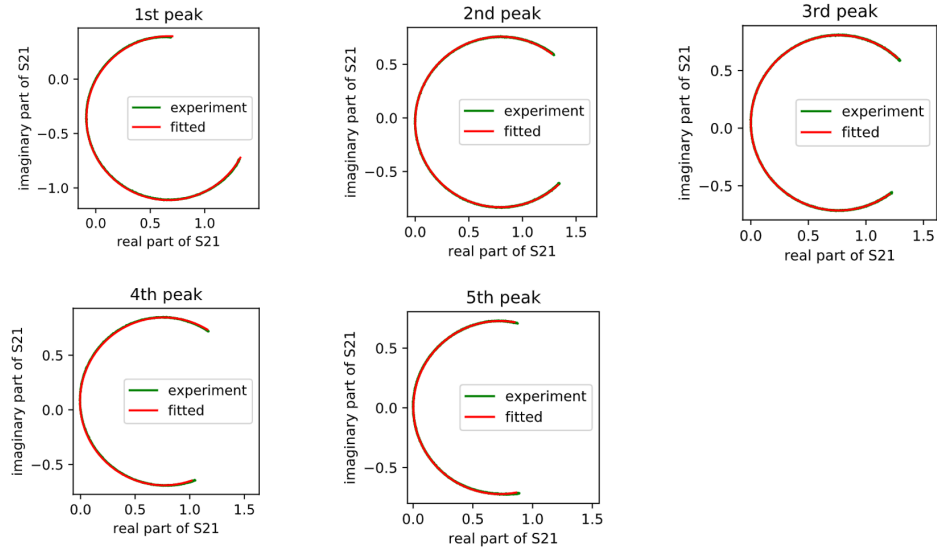 1st peak
imaginary part of S21
0.0
−0.5
−1.0
experiment
fitted
0.0 0.5 1.0
real part of S21
2nd peak
imaginary part of S21
0.5
0.0
−0.5
experiment
fitted
0.0 0.5 1.0 1.5
real part of S21
3rd peak
imaginary part of S21
0.5
0.0
−0.5
experiment
fitted
0.0 0.5 1.0 1.5
real part of S21
4th peak
imaginary part of S21
0.5
0.0
−0.5
experiment
fitted
0.0 0.5 1.0 1.5
real part of S21
5th peak
imaginary part of S21
0.5
0.0
−0.5
experiment
fitted
0.0 0.5 1.0 1.5
real part of S21